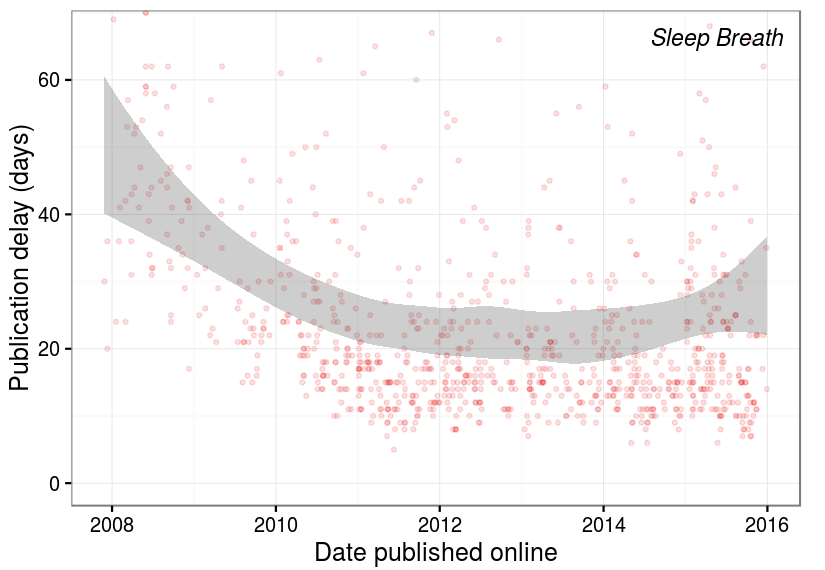 Sleep Breath
Publication delay (days)
60
40
20
0
2008 2010 2012 2014 2016
Date published online